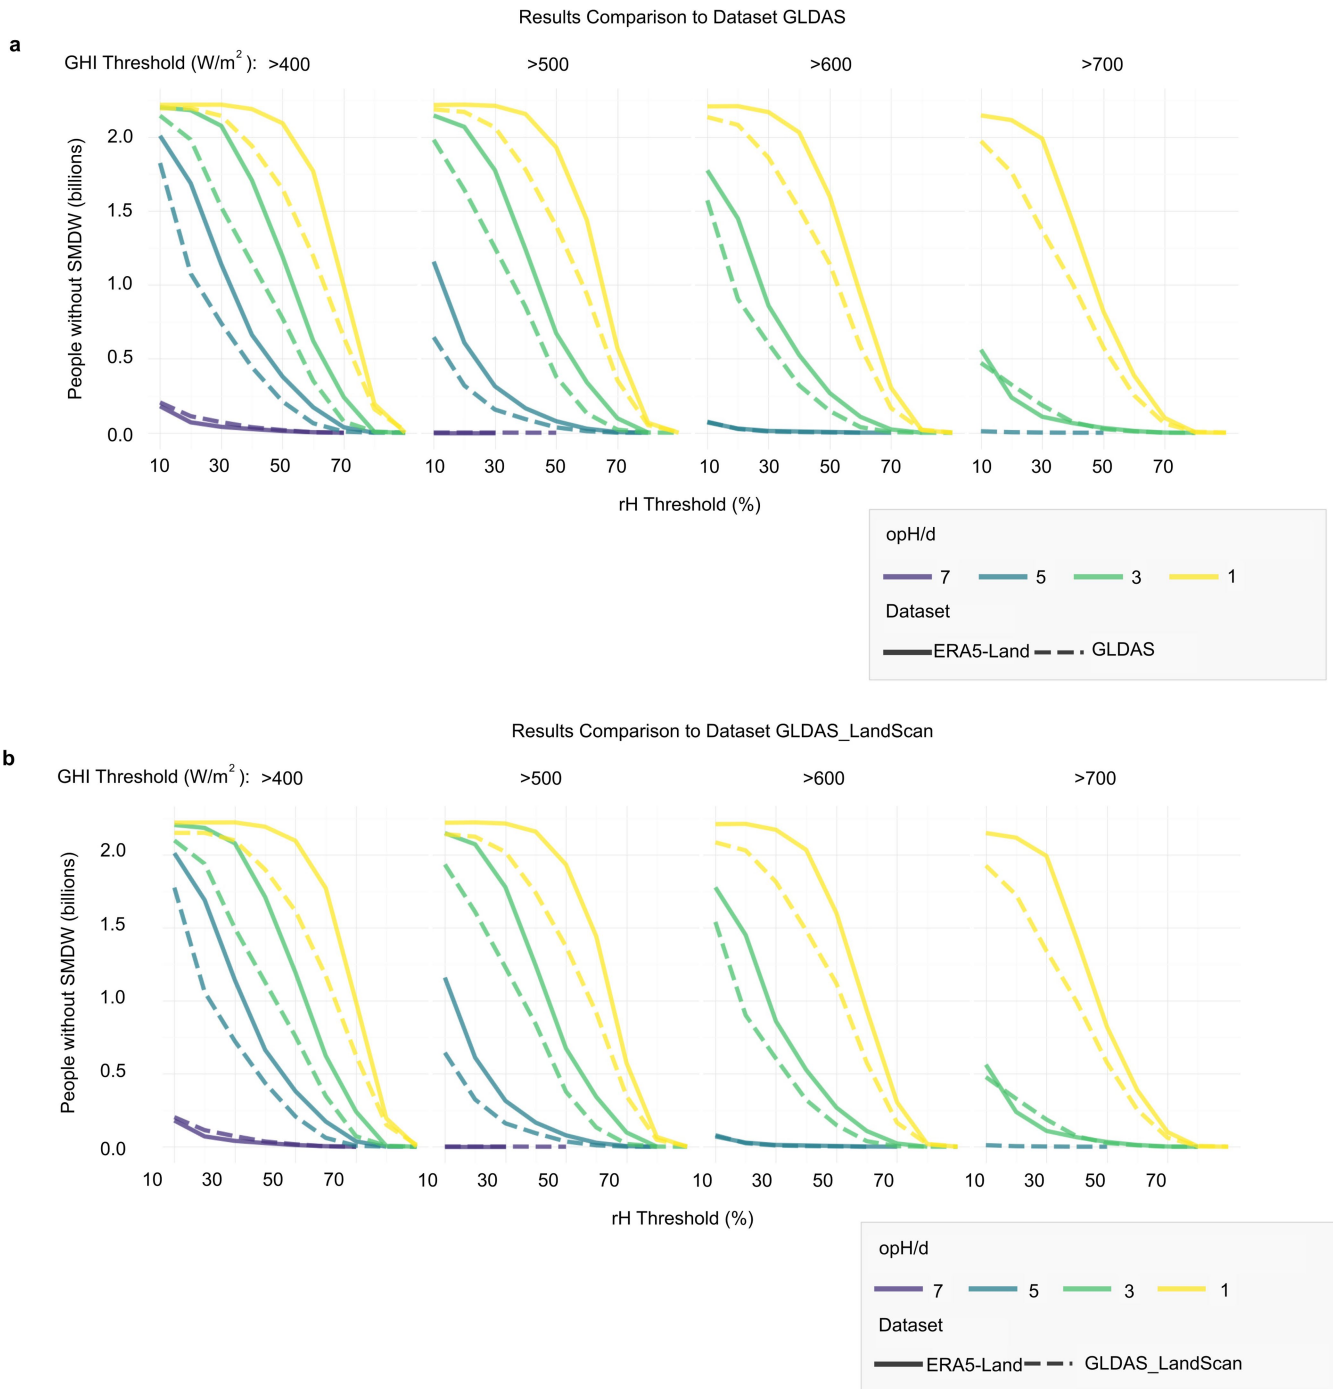 Results Comparison to Dataset GLDAS
a
GHI Threshold (W/m2): >400 >500 >600 >700
People without SMDW (billions)
2.0
1.5
1.0
0.5
0.0
10 30 50 70 10 30 50 70 10 30 50 70 10 30 50 70
rH Threshold (%)
opH/d
7 5 3 1
Dataset
ERA5-Land GLDAS
Results Comparison to Dataset GLDAS_LandScan
b
GHI Threshold (W/m2): >400 >500 >600 >700
People without SMDW (billions)
2.0
1.5
1.0
0.5
0.0
10 30 50 70 10 30 50 70 10 30 50 70 10 30 50 70
rH Threshold (%)
opH/d
7 5 3 1
Dataset
ERA5-Land GLDAS_LandScan